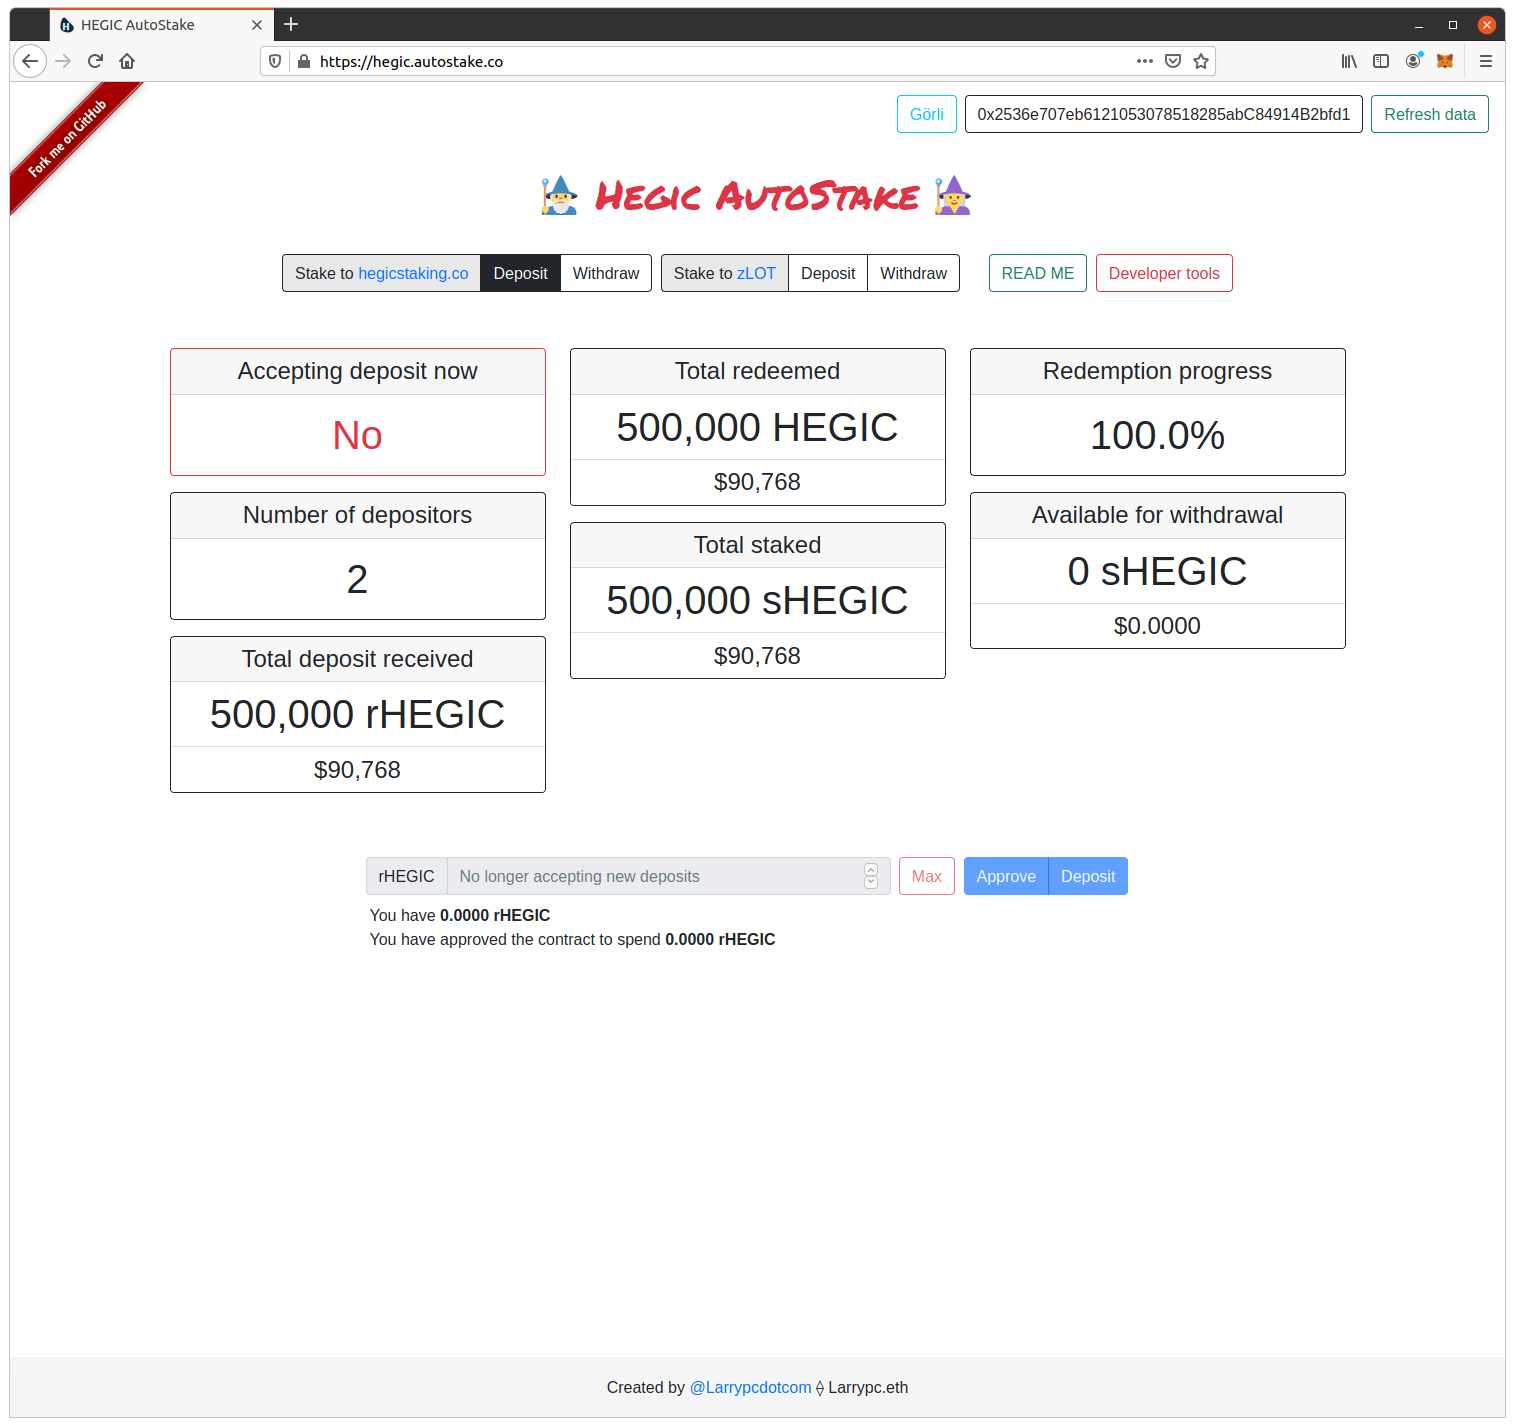 HEGIC AutoStake
https://hegic.autostake.co
Fork me on GitHub
Görli
0x2536e707eb6121053078518285abC84914B2bfd1
Refresh data
Hegic AutoStake
Stake to hegicstaking.co Deposit Withdraw
Stake to zLOT Deposit Withdraw
READ ME
Developer tools
Accepting deposit now
No
Number of depositors
2
Total deposit received
500,000 rHEGIC
$90,768
Total redeemed
500,000 HEGIC
$90,768
Total staked
500,000 sHEGIC
$90,768
Redemption progress
100.0%
Available for withdrawal
0 sHEGIC
$0.0000
rHEGIC No longer accepting new deposits
Max
Approve Deposit
You have 0.0000 rHEGIC
You have approved the contract to spend 0.0000 rHEGIC
Created by @Larrypcdotcom ⟠ Larrypc.eth